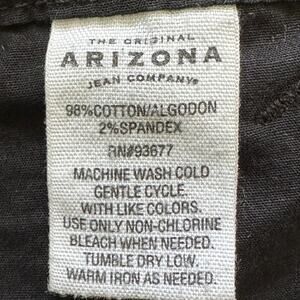 THE ORIGINAL
ARIZONA
JEAN COMPANY®
98%COTTON/ALGODON
2%SPANDEX
RN#93677
MACHINE WASH COLD
GENTLE CYCLE.
WITH LIKE COLORS.
USE ONLY NON-CHLORINE
BLEACH WHEN NEEDED.
TUMBLE DRY LOW.
WARM IRON AS NEEDED.